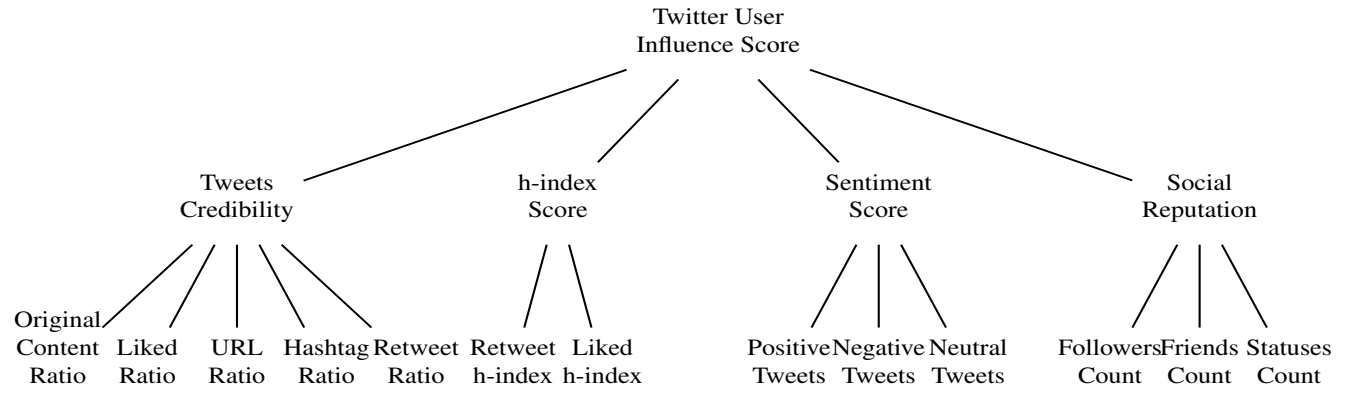 Twitter User
Influence Score
Tweets
Credibility
h-index
Score
Sentiment
Score
Social
Reputation
Original
Content
Ratio
Liked
Ratio
URL
Ratio
Hashtag
Ratio
Retweet
Ratio
Retweet
h-index
Liked
h-index
Positive
Tweets
Negative
Tweets
Neutral
Tweets
Followers
Count
Friends
Count
Statuses
Count